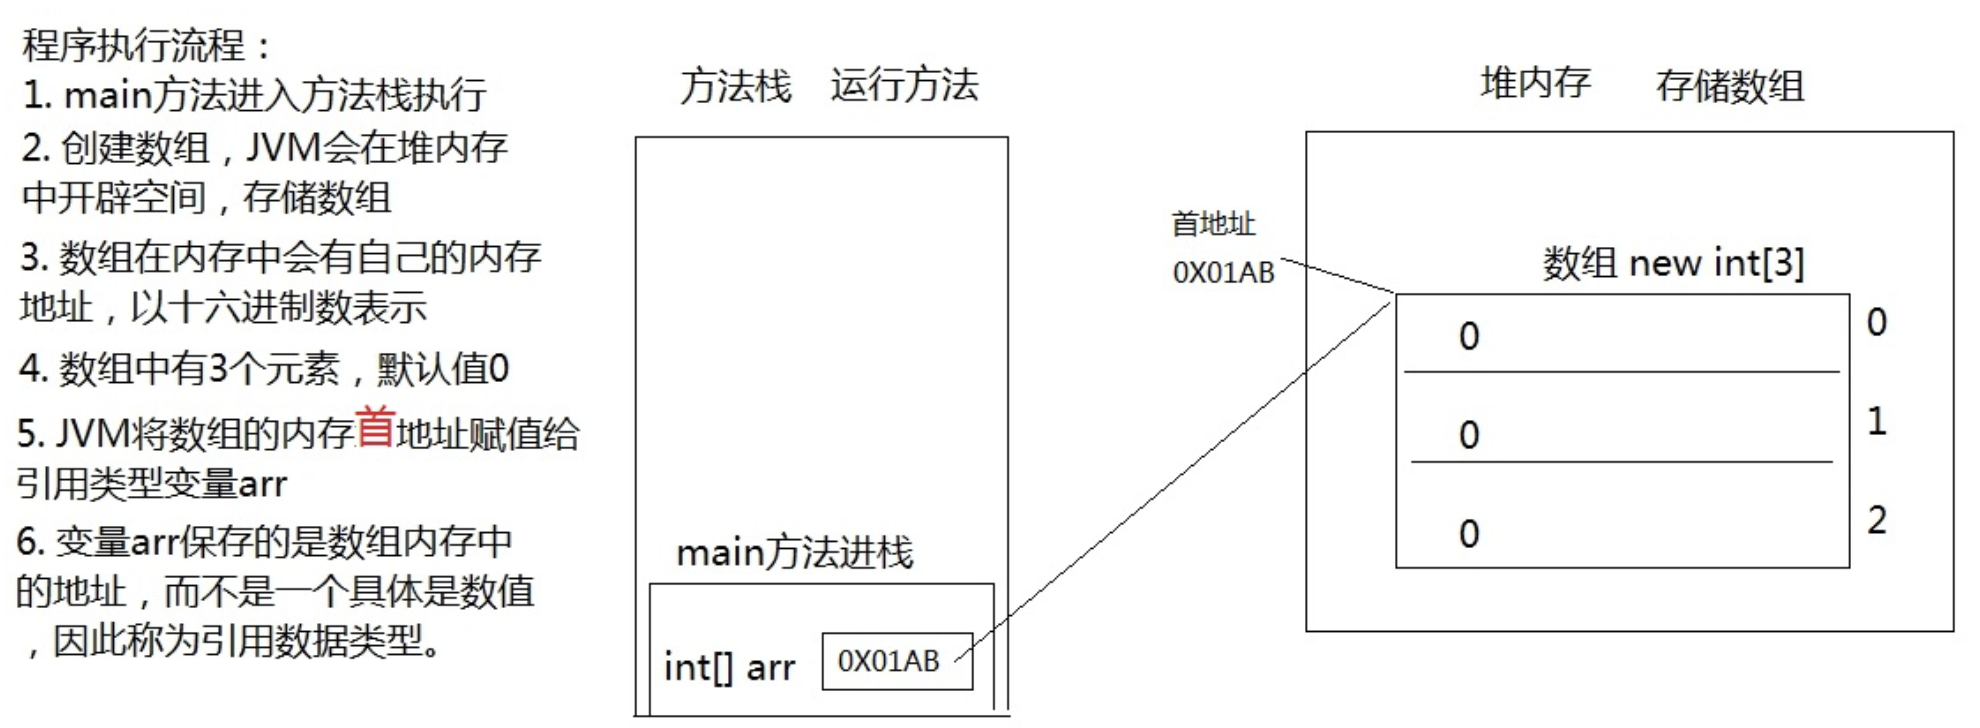 程序执行流程：
1. main方法进入方法栈执行
2. 创建数组，JVM会在堆内存
中开辟空间，存储数组
3. 数组在内存中会有自己的内存
地址，以十六进制数表示
4. 数组中有3个元素，默认值0
5. JVM将数组的内存首地址赋值给
引用类型变量arr
6. 变量arr保存的是数组内存中
的地址，而不是一个具体是数值
，因此称为引用数据类型。
方法栈 运行方法
main方法进栈
int[] arr 0X01AB
堆内存 存储数组
首地址
0X01AB
数组 new int[3]
0 0
0 1
0 2